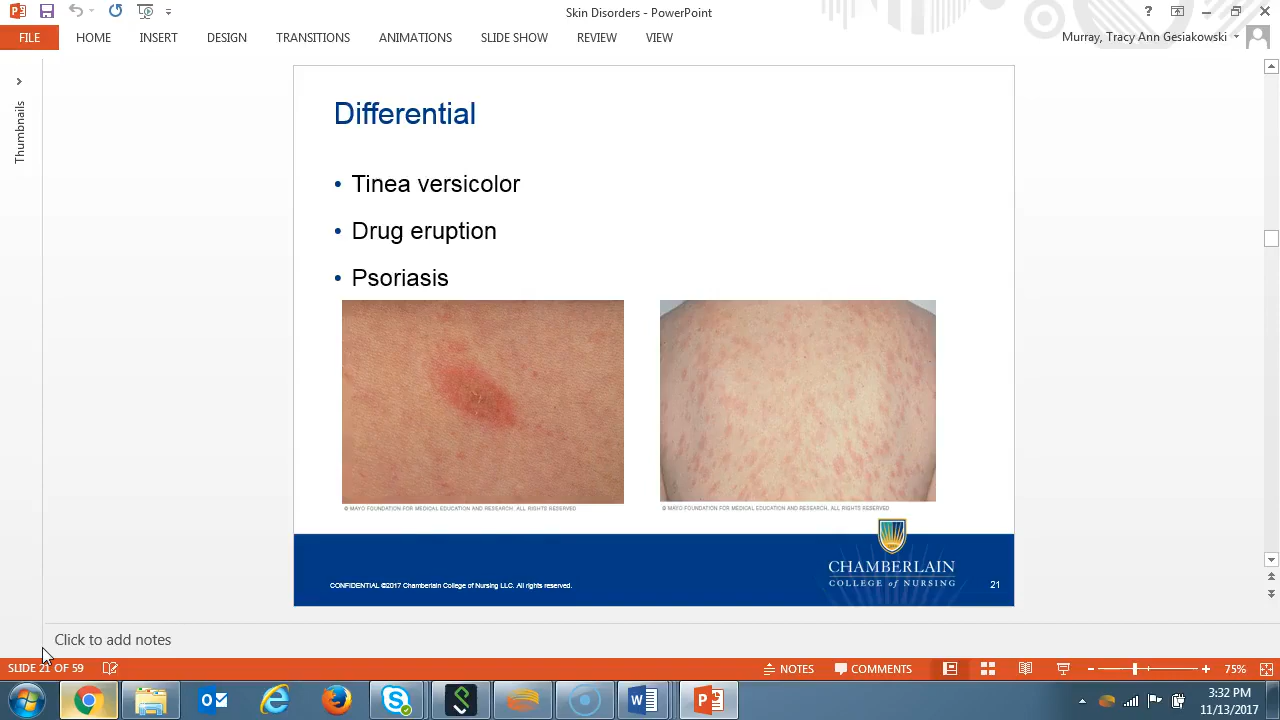 Skin Disorders - PowerPoint
?
FILE
HOME
INSERT
DESIGN
TRANSITIONS
ANIMATIONS
SLIDE SHOW
REVIEW
VIEW
Murray, Tracy Ann Gesiakowski
Thumbnails
Differential
• Tinea versicolor
• Drug eruption
• Psoriasis
© MAYO FOUNDATION FOR MEDICAL EDUCATION AND RESEARCH. ALL RIGHTS RESERVED
© MAYO FOUNDATION FOR MEDICAL EDUCATION AND RESEARCH. ALL RIGHTS RESERVED
CHAMBERLAIN
COLLEGE of NURSING
CONFIDENTIAL ©2017 Chamberlain College of Nursing LLC. All rights reserved.
21
Click to add notes
SLIDE 21 OF 59
NOTES
COMMENTS
75%
3:32 PM
11/13/2017